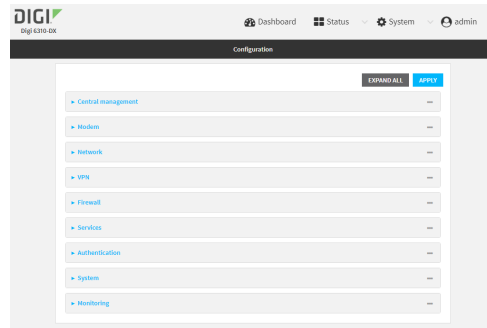 DIGI
Digi 6310-DX
Dashboard
Status
System
admin
Configuration
EXPAND ALL
APPLY
Central management
Modem
Network
VPN
Firewall
Services
Authentication
System
Monitoring